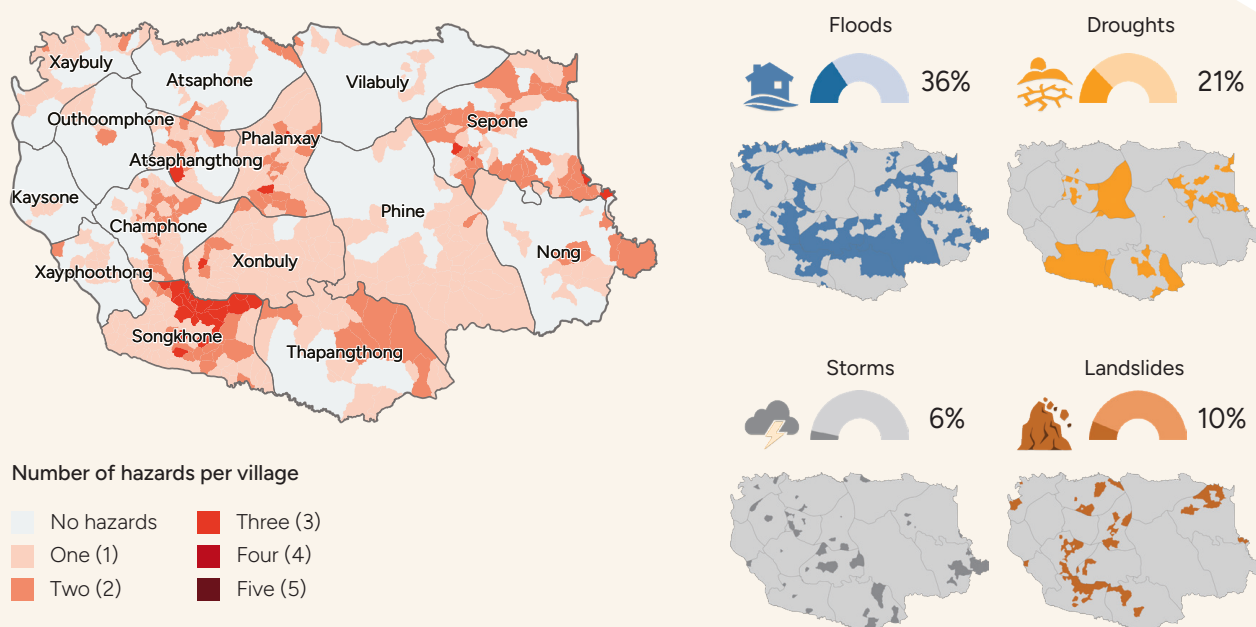 Xaybuly
Atsaphone
Vilabuly
Outhoomphone
Sepone
Phalanxay
Atsaphangthong
Kaysone
Champhone
Phine
Xayphoothong
Xonbuly
Nong
Songkhone
Thapangthong
Number of hazards per village
No hazards
One (1)
Two (2)
Three (3)
Four (4)
Five (5)
Floods
36%
Droughts
21%
Storms
6%
Landslides
10%